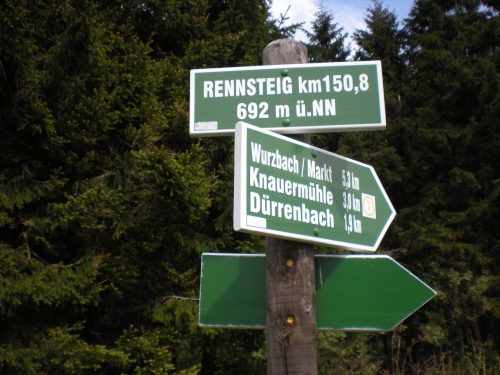 RENNSTEIG km150,8
692 m ü.NN
Wurzbach / Markt 5,3 km
Knauermühle 3,0 km
Dürrenbach 1,9 km